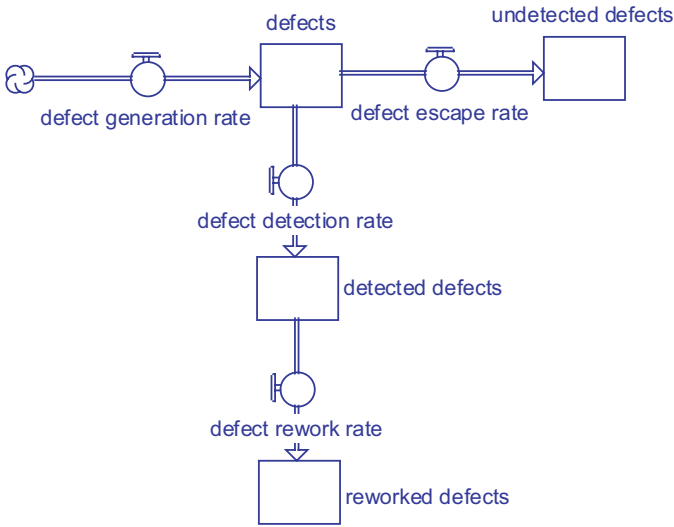 undetected defects
defects
defect generation rate
defect escape rate
defect detection rate
detected defects
defect rework rate
reworked defects